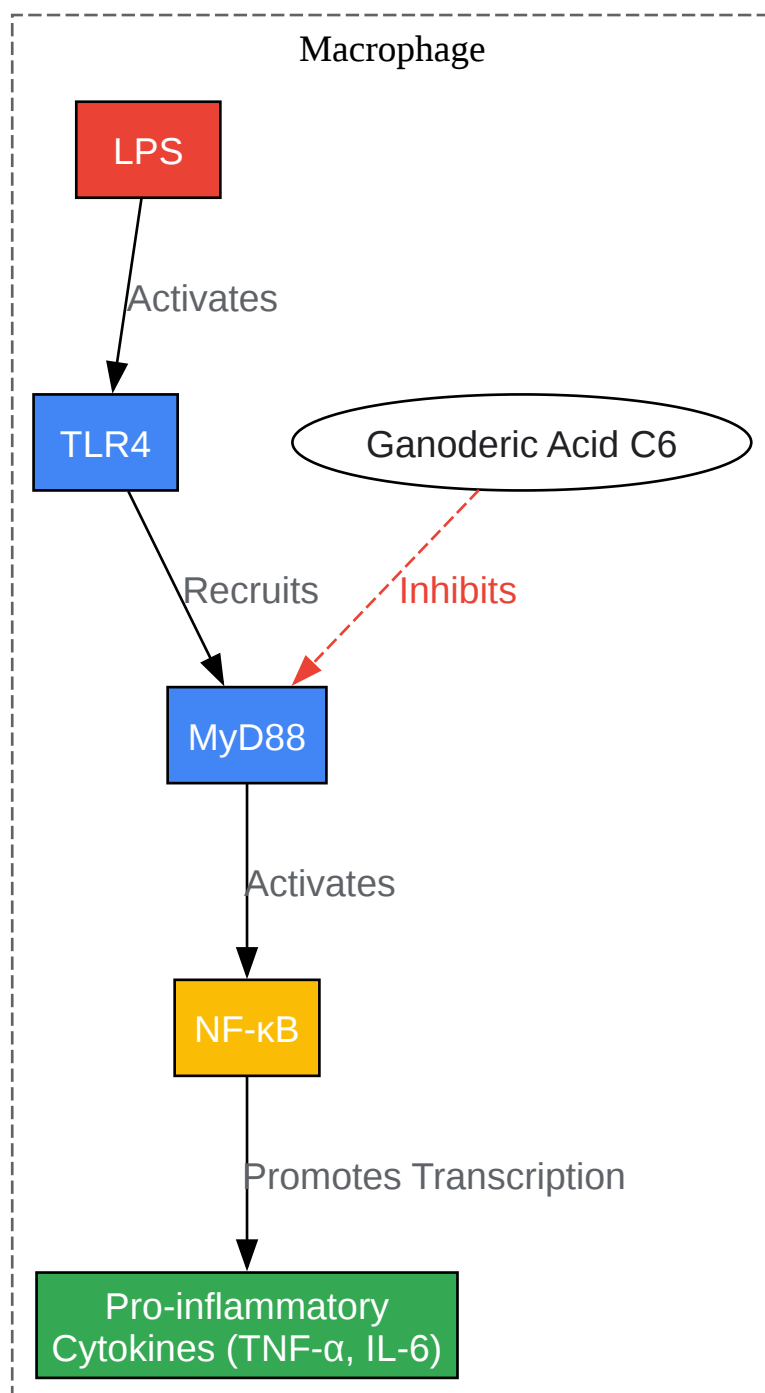 Macrophage
LPS
Activates
TLR4
Ganoderic Acid C6
Recruits
Inhibits
MyD88
Activates
NF-κB
Promotes Transcription
Pro-inflammatory
Cytokines (TNF-α, IL-6)